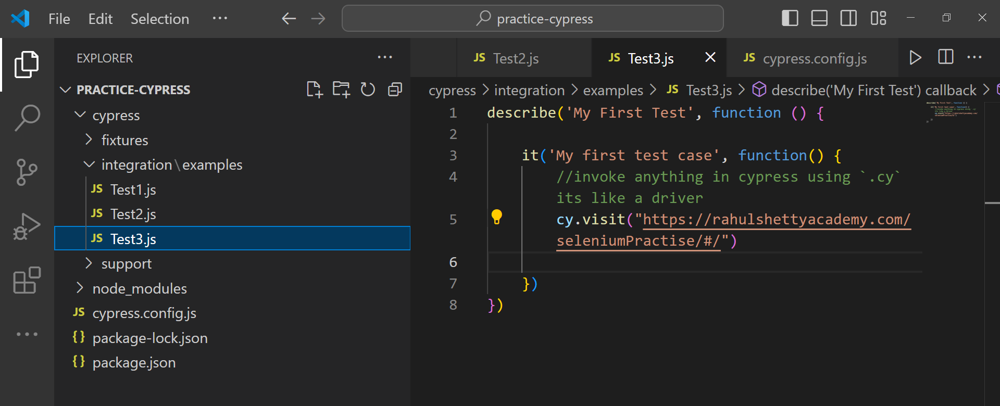 File Edit Selection ··· practice-cypress
EXPLORER ···
PRACTICE-CYPRESS
cypress
fixtures
integration\examples
JS Test1.js
JS Test2.js
JS Test3.js
support
node_modules
JS cypress.config.js
{} package-lock.json
{} package.json
JS Test2.js JS Test3.js JS cypress.config.js ···
cypress > integration > examples > JS Test3.js > describe('My First Test') callback >
1 describe('My First Test', function () {
2
3 it('My first test case', function() {
4 //invoke anything in cypress using `.cy`
its like a driver
5 cy.visit("https://rahulshettyacademy.com/
seleniumPractise/#/")
6
7 })
8 })